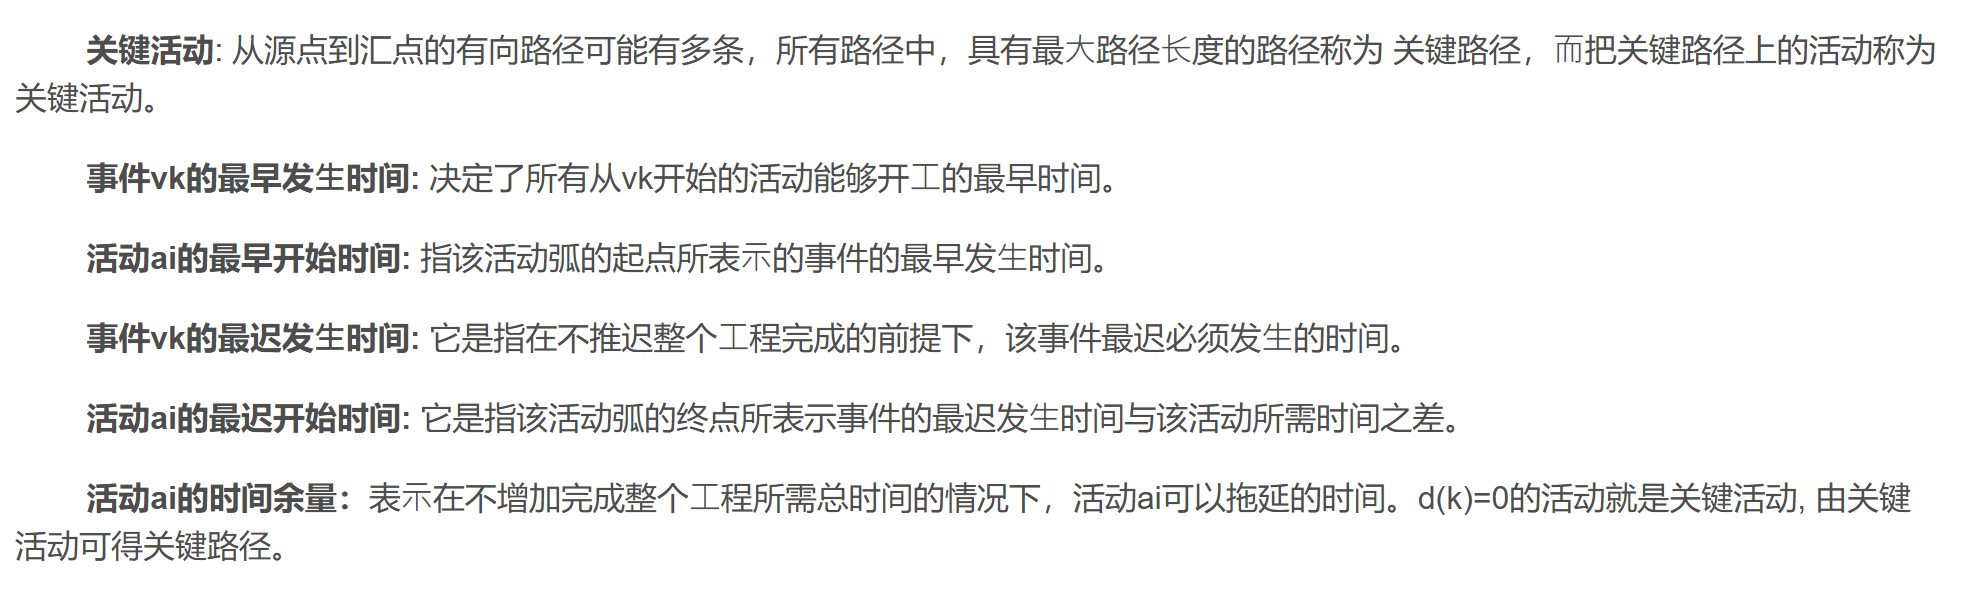 关键活动: 从源点到汇点的有向路径可能有多条，所有路径中，具有最大路径长度的路径称为 关键路径，而把关键路径上的活动称为
关键活动。
事件vk的最早发生时间: 决定了所有从vk开始的活动能够开工的最早时间。
活动ai的最早开始时间: 指该活动弧的起点所表示的事件的最早发生时间。
事件vk的最迟发生时间: 它是指在不推迟整个工程完成的前提下，该事件最迟必须发生的时间。
活动ai的最迟开始时间: 它是指该活动弧的终点所表示事件的最迟发生时间与该活动所需时间之差。
活动ai的时间余量：表示在不增加完成整个工程所需总时间的情况下，活动ai可以拖延的时间。d(k)=0的活动就是关键活动, 由关键
活动可得关键路径。